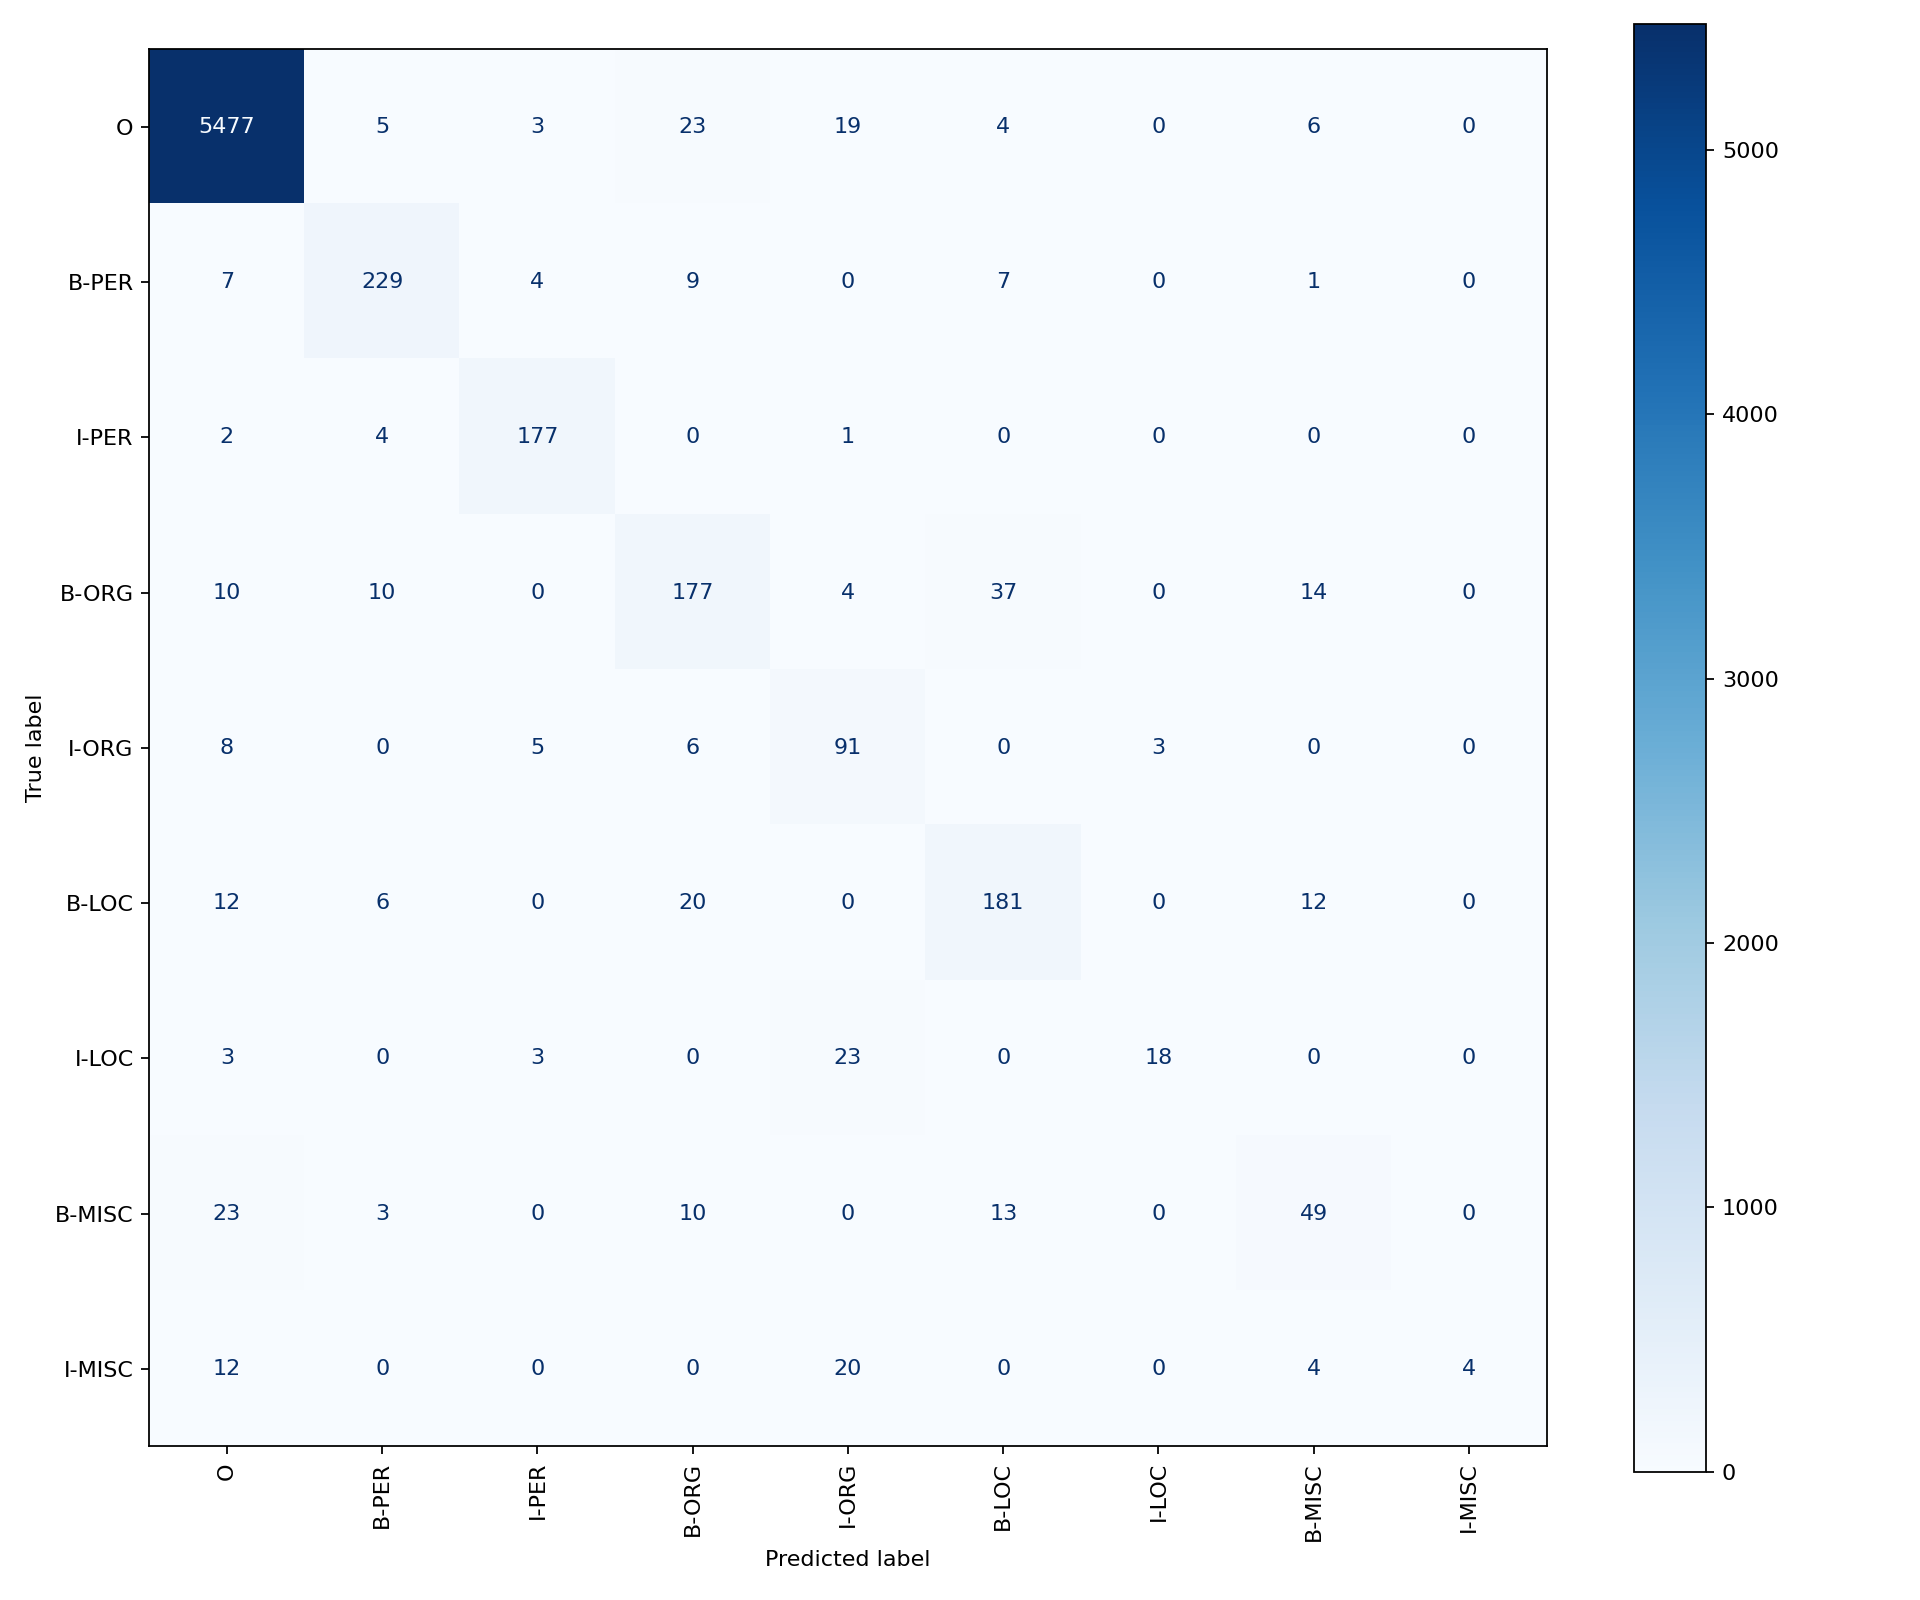 O 5477 5 3 23 19 4 0 6 0
B-PER 7 229 4 9 0 7 0 1 0
I-PER 2 4 177 0 1 0 0 0 0
B-ORG 10 10 0 177 4 37 0 14 0
I-ORG 8 0 5 6 91 0 3 0 0
B-LOC 12 6 0 20 0 181 0 12 0
I-LOC 3 0 3 0 23 0 18 0 0
B-MISC 23 3 0 10 0 13 0 49 0
I-MISC 12 0 0 0 20 0 0 4 4
True label
O B-PER I-PER B-ORG I-ORG B-LOC I-LOC B-MISC I-MISC
Predicted label
5000
4000
3000
2000
1000
0